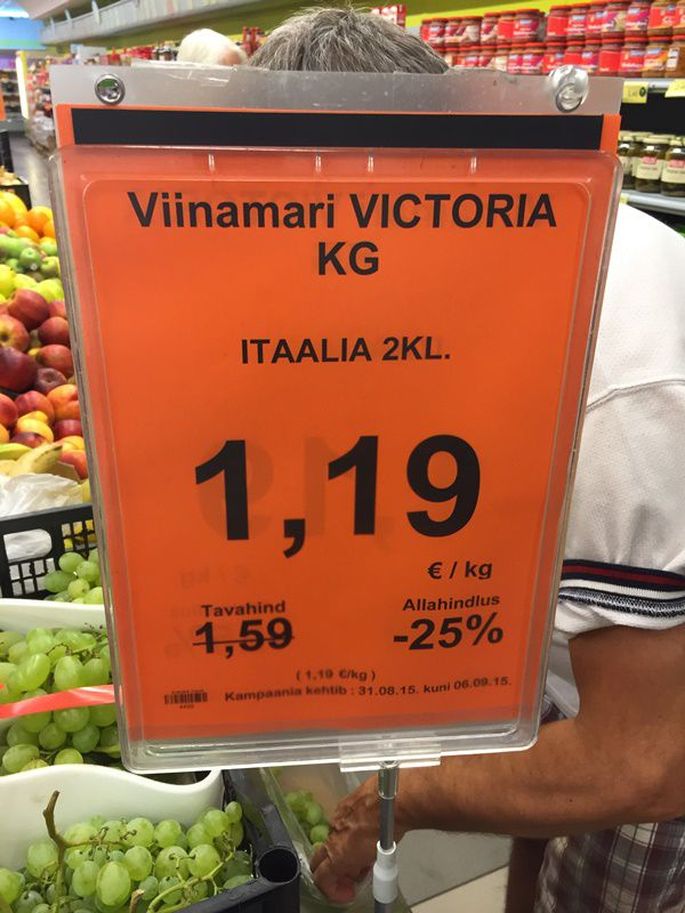 Viinamari VICTORIA
KG
ITAALIA 2KL.
1,19
€ / kg
Tavahind
1,59
Allahindlus
-25%
( 1,19 €/kg )
Kampaania kehtib : 31.08.15. kuni 06.09.15.